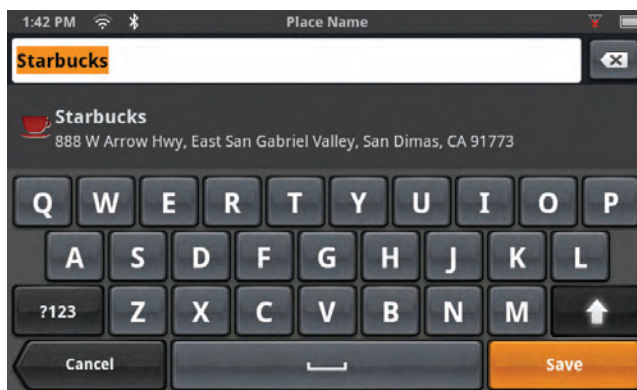 1:42 PM Place Name
Starbucks
Starbucks
888 W Arrow Hwy, East San Gabriel Valley, San Dimas, CA 91773
Q W E R T Y U I O P
A S D F G H J K L
?123 Z X C V B N M
Cancel Save